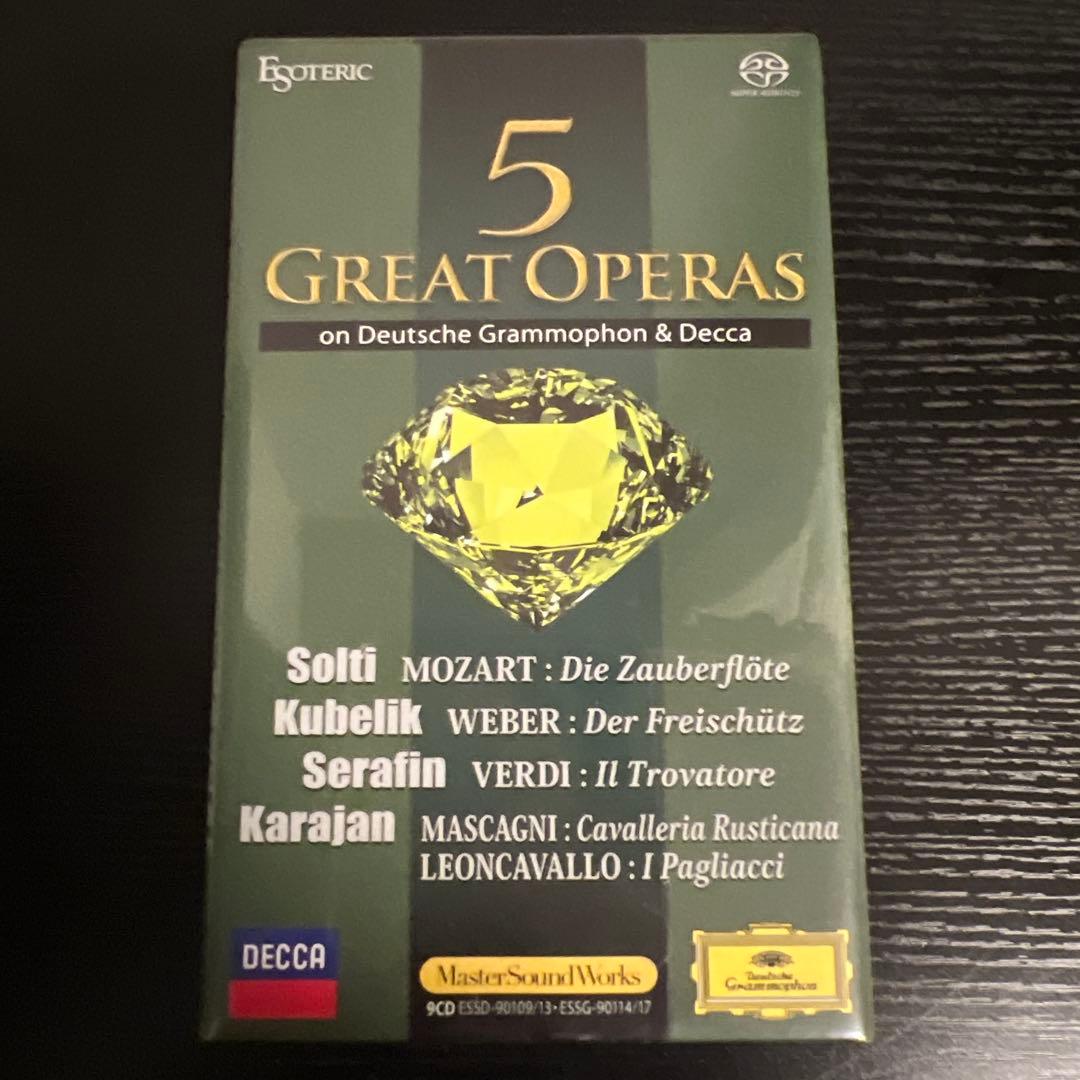 ESOTERIC
5
GREAT OPERAS
on Deutsche Grammophon & Decca
Solti MOZART : Die Zauberflöte
Kubelik WEBER : Der Freischütz
Serafin VERDI : Il Trovatore
Karajan MASCAGNI : Cavalleria Rusticana
LEONCAVALLO : I Pagliacci
DECCA
MasterSoundWorks
9CD ESSD-90109/13・ESSG-90114/17
Deutsche
Grammophon